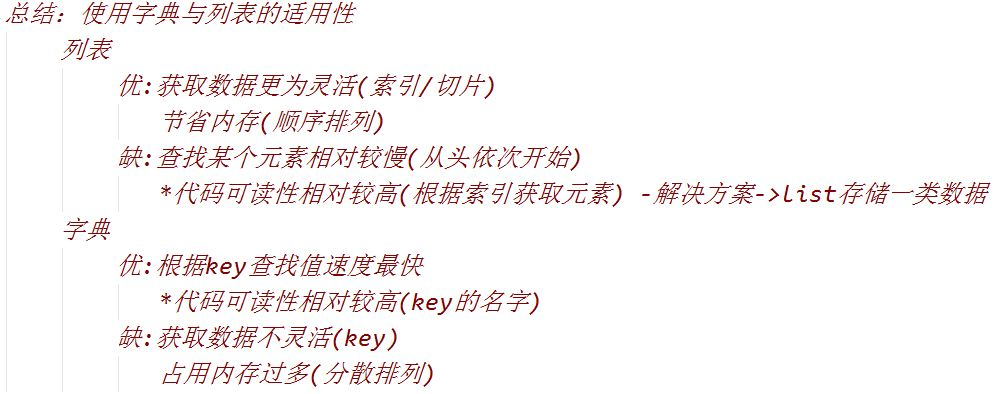 总结：使用字典与列表的适用性
列表
优:获取数据更为灵活(索引/切片)
节省内存(顺序排列)
缺:查找某个元素相对较慢(从头依次开始)
*代码可读性相对较高(根据索引获取元素) -解决方案->list存储一类数据
字典
优:根据key查找值速度最快
*代码可读性相对较高(key的名字)
缺:获取数据不灵活(key)
占用内存过多(分散排列)